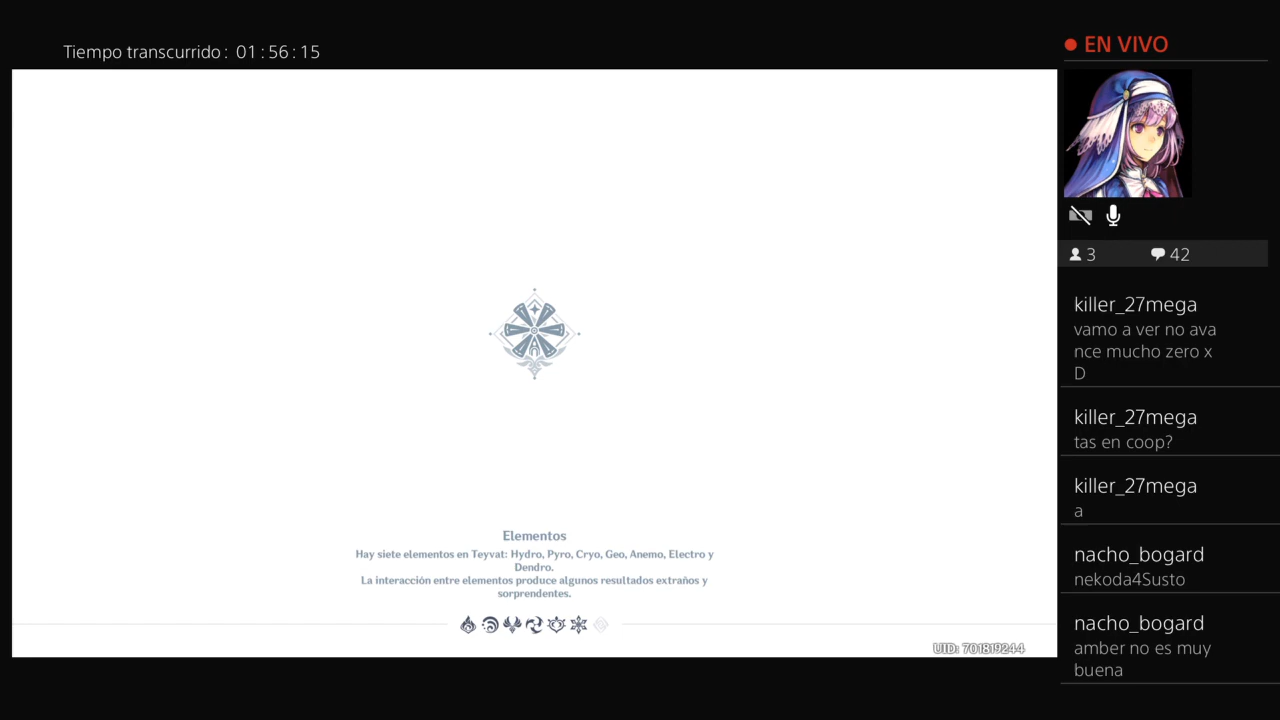 Tiempo transcurrido: 01:56:15
EN VIVO
3 42
killer_27mega
vamo a ver no ava
nce mucho zero x
D
killer_27mega
tas en coop?
killer_27mega
a
nacho_bogard
nekoda4Susto
nacho_bogard
amber no es muy
buena
Elementos
Hay siete elementos en Teyvat: Hydro, Pyro, Cryo, Geo, Anemo, Electro y
Dendro.
La interacción entre elementos produce algunos resultados extraños y
sorprendentes.
UID: 701819244